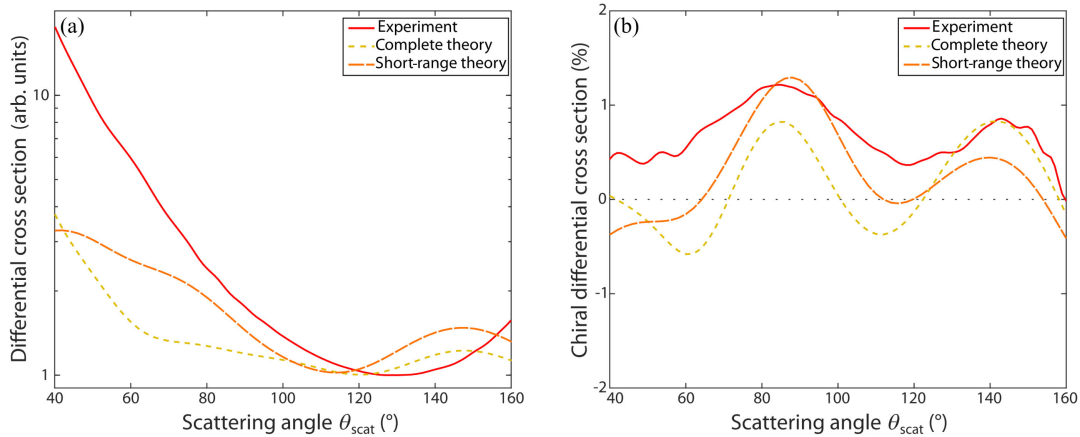 (a)
Experiment
Complete theory
Short-range theory
10
1
Differential cross section (arb. units)
40 60 80 100 120 140 160
Scattering angle θscat (°)
(b)
Experiment
Complete theory
Short-range theory
2
1
0
-1
-2
Chiral differential cross section (%)
40 60 80 100 120 140 160
Scattering angle θscat (°)